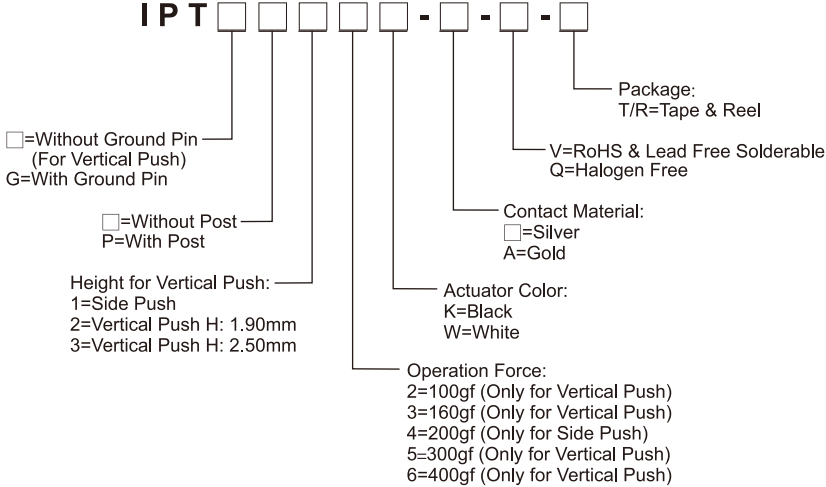 IPT□□□□□-□-□-□
Package:
T/R=Tape & Reel
□=Without Ground Pin
(For Vertical Push)
G=With Ground Pin
V=RoHS & Lead Free Solderable
Q=Halogen Free
□=Without Post
P=With Post
Contact Material:
□=Silver
A=Gold
Height for Vertical Push:
1=Side Push
2=Vertical Push H: 1.90mm
3=Vertical Push H: 2.50mm
Actuator Color:
K=Black
W=White
Operation Force:
2=100gf (Only for Vertical Push)
3=160gf (Only for Vertical Push)
4=200gf (Only for Side Push)
5=300gf (Only for Vertical Push)
6=400gf (Only for Vertical Push)